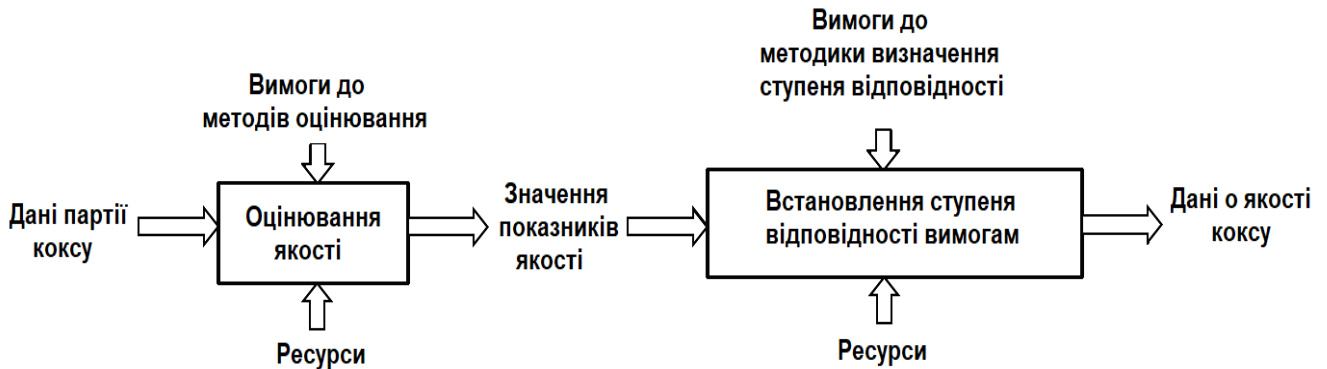 Вимоги до
методів оцінювання
Вимоги до
методики визначення
ступеня відповідності
Дані партії
коксу
Оцінювання
якості
Значення
показників
якості
Встановлення ступеня
відповідності вимогам
Дані о якості
коксу
Ресурси
Ресурси